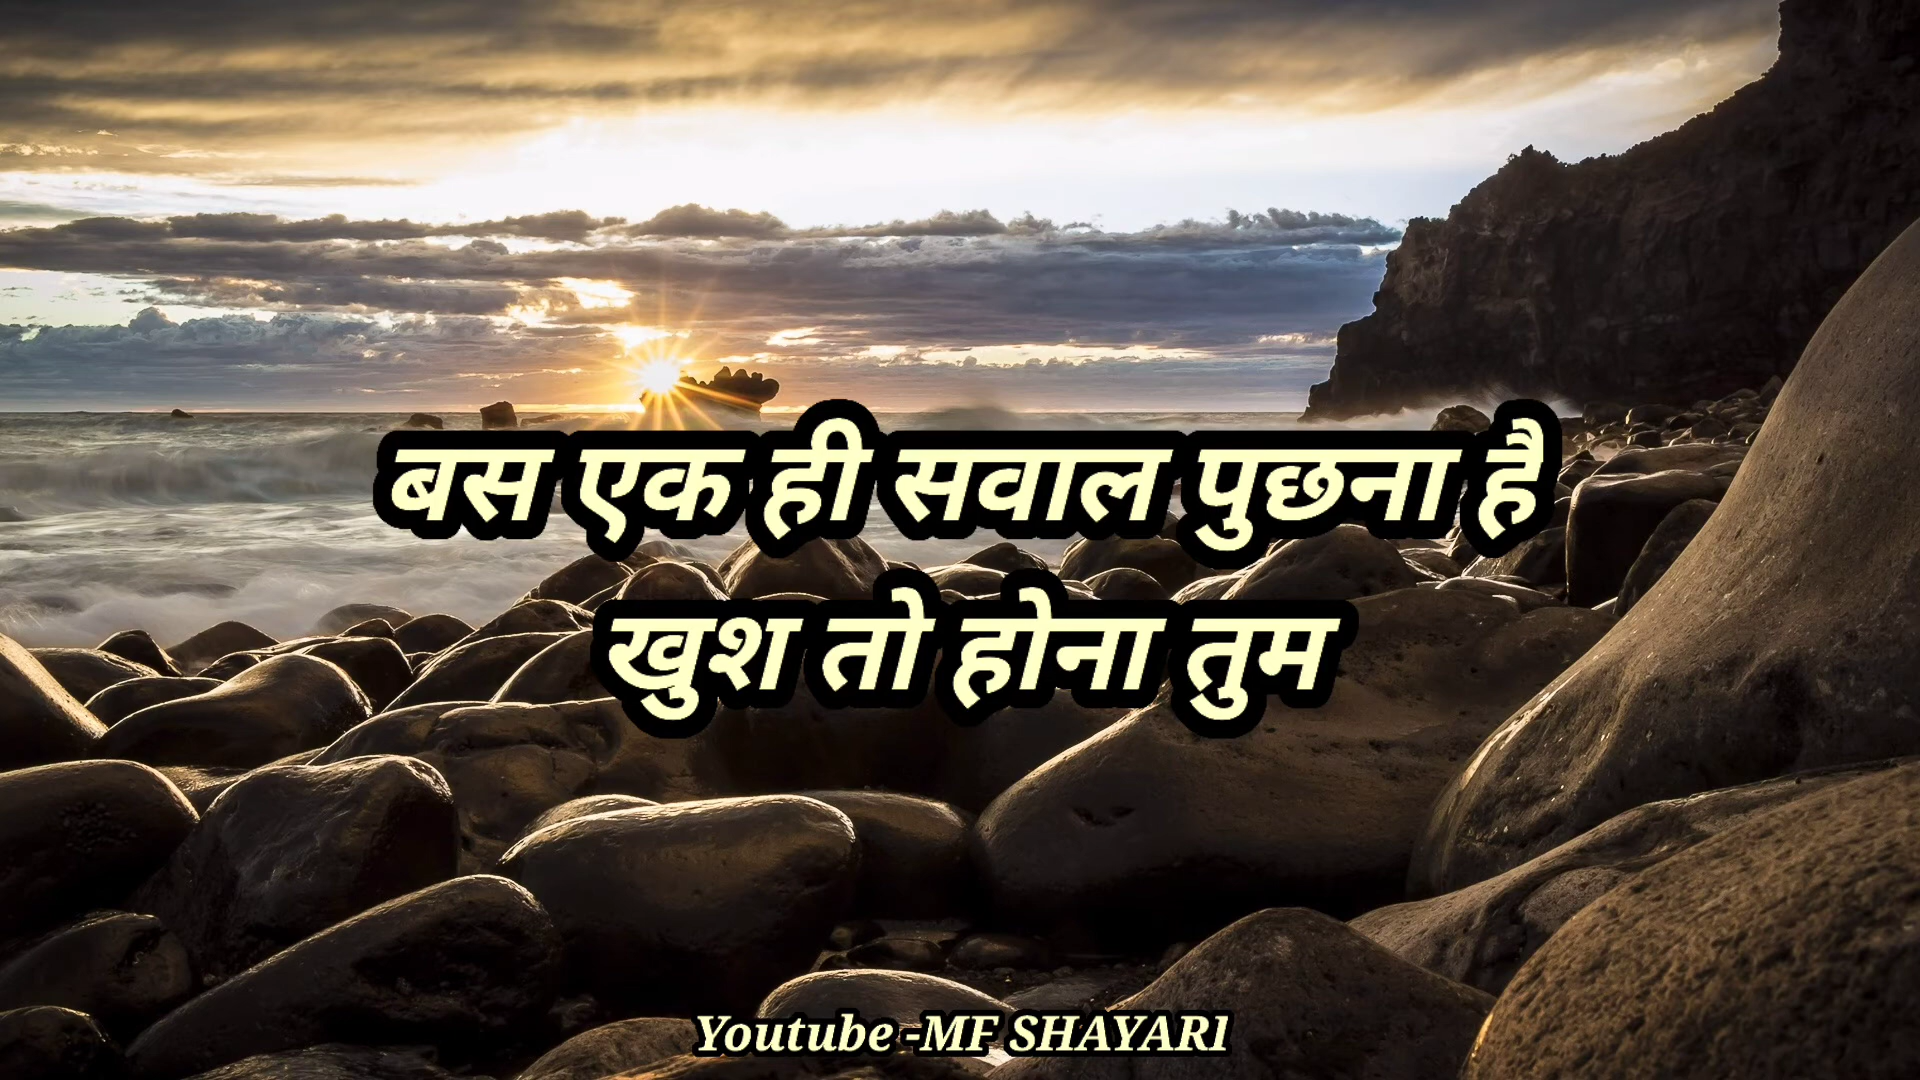 बस एक ही सवाल पुछना है
खुश तो होना तुम
Youtube -MF SHAYARI